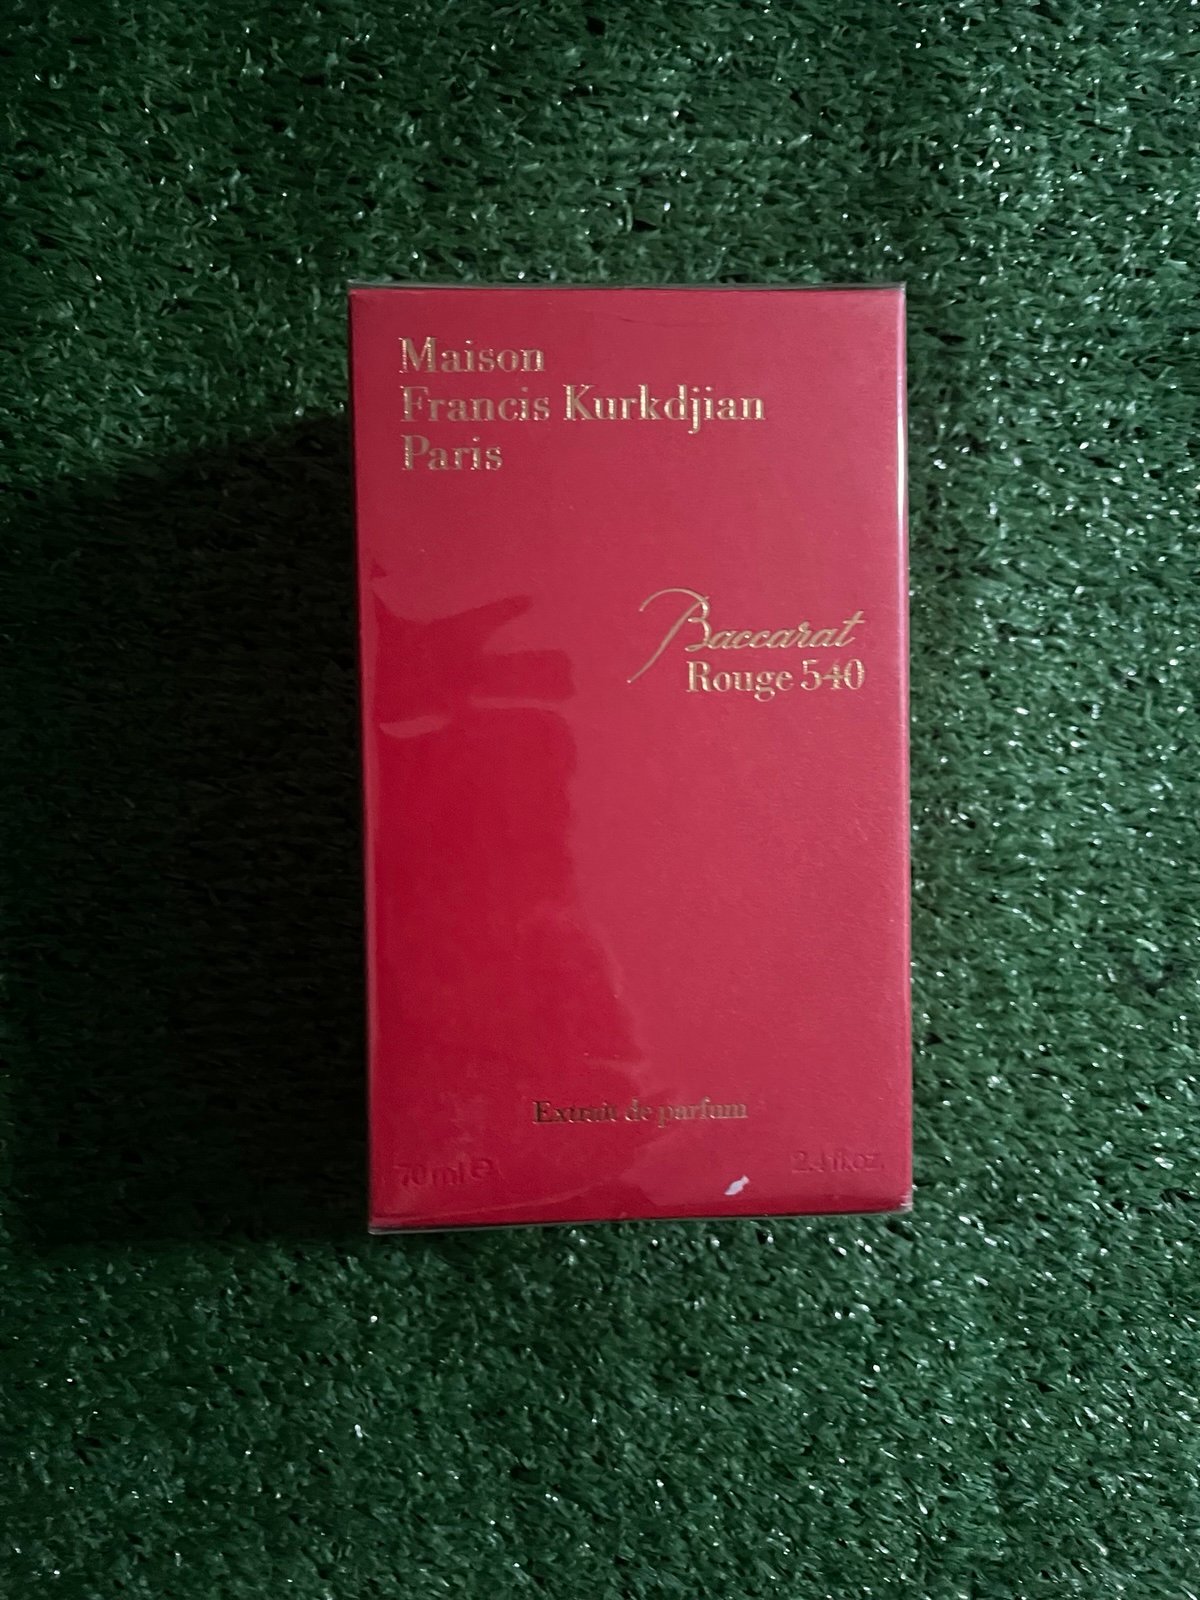 Maison
Francis Kurkdjian
Paris
Baccarat
Rouge 540
Extrait de parfum
70 ml ℮
2.4 fl.oz.